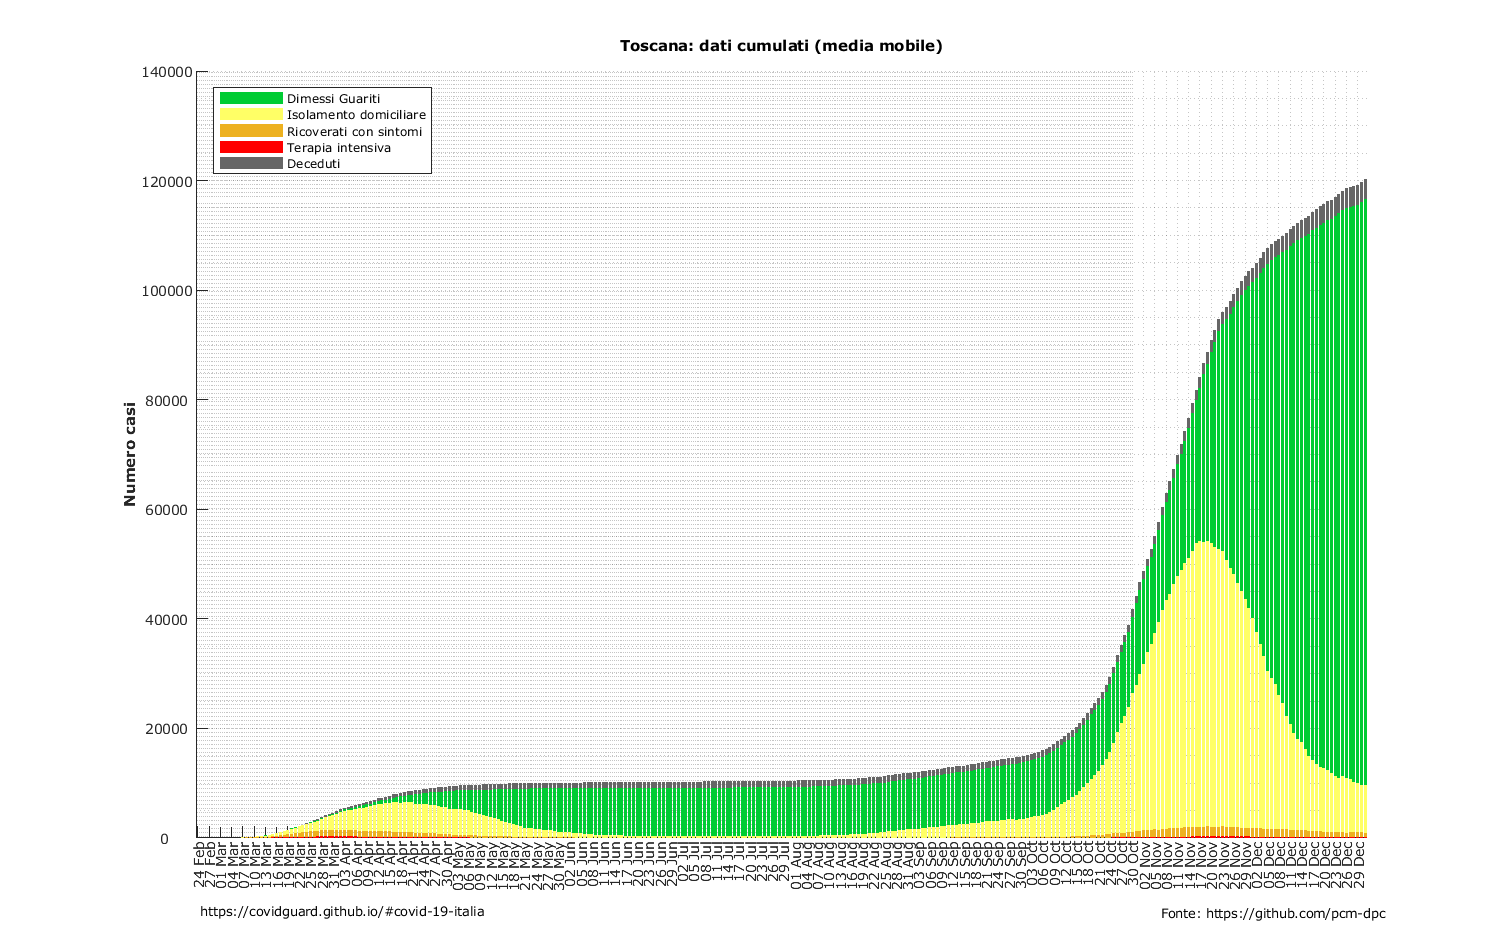 Toscana: dati cumulati (media mobile)
140000
120000
100000
80000
60000
40000
20000
0
Numero casi
Dimessi Guariti
Isolamento domiciliare
Ricoverati con sintomi
Terapia intensiva
Deceduti
24 Feb
27 Feb
01 Mar
04 Mar
07 Mar
10 Mar
13 Mar
16 Mar
19 Mar
22 Mar
25 Mar
28 Mar
31 Mar
03 Apr
06 Apr
09 Apr
12 Apr
15 Apr
18 Apr
21 Apr
24 Apr
27 Apr
30 Apr
03 May
06 May
09 May
12 May
15 May
18 May
21 May
24 May
27 May
30 May
02 Jun
05 Jun
08 Jun
11 Jun
14 Jun
17 Jun
20 Jun
23 Jun
26 Jun
29 Jun
02 Jul
05 Jul
08 Jul
11 Jul
14 Jul
17 Jul
20 Jul
23 Jul
26 Jul
29 Jul
01 Aug
04 Aug
07 Aug
10 Aug
13 Aug
16 Aug
19 Aug
22 Aug
25 Aug
28 Aug
31 Aug
03 Sep
06 Sep
09 Sep
12 Sep
15 Sep
18 Sep
21 Sep
24 Sep
27 Sep
30 Sep
03 Oct
06 Oct
09 Oct
12 Oct
15 Oct
18 Oct
21 Oct
24 Oct
27 Oct
30 Oct
02 Nov
05 Nov
08 Nov
11 Nov
14 Nov
17 Nov
20 Nov
23 Nov
26 Nov
29 Nov
02 Dec
05 Dec
08 Dec
11 Dec
14 Dec
17 Dec
20 Dec
23 Dec
26 Dec
29 Dec
https://covidguard.github.io/#covid-19-italia
Fonte: https://github.com/pcm-dpc